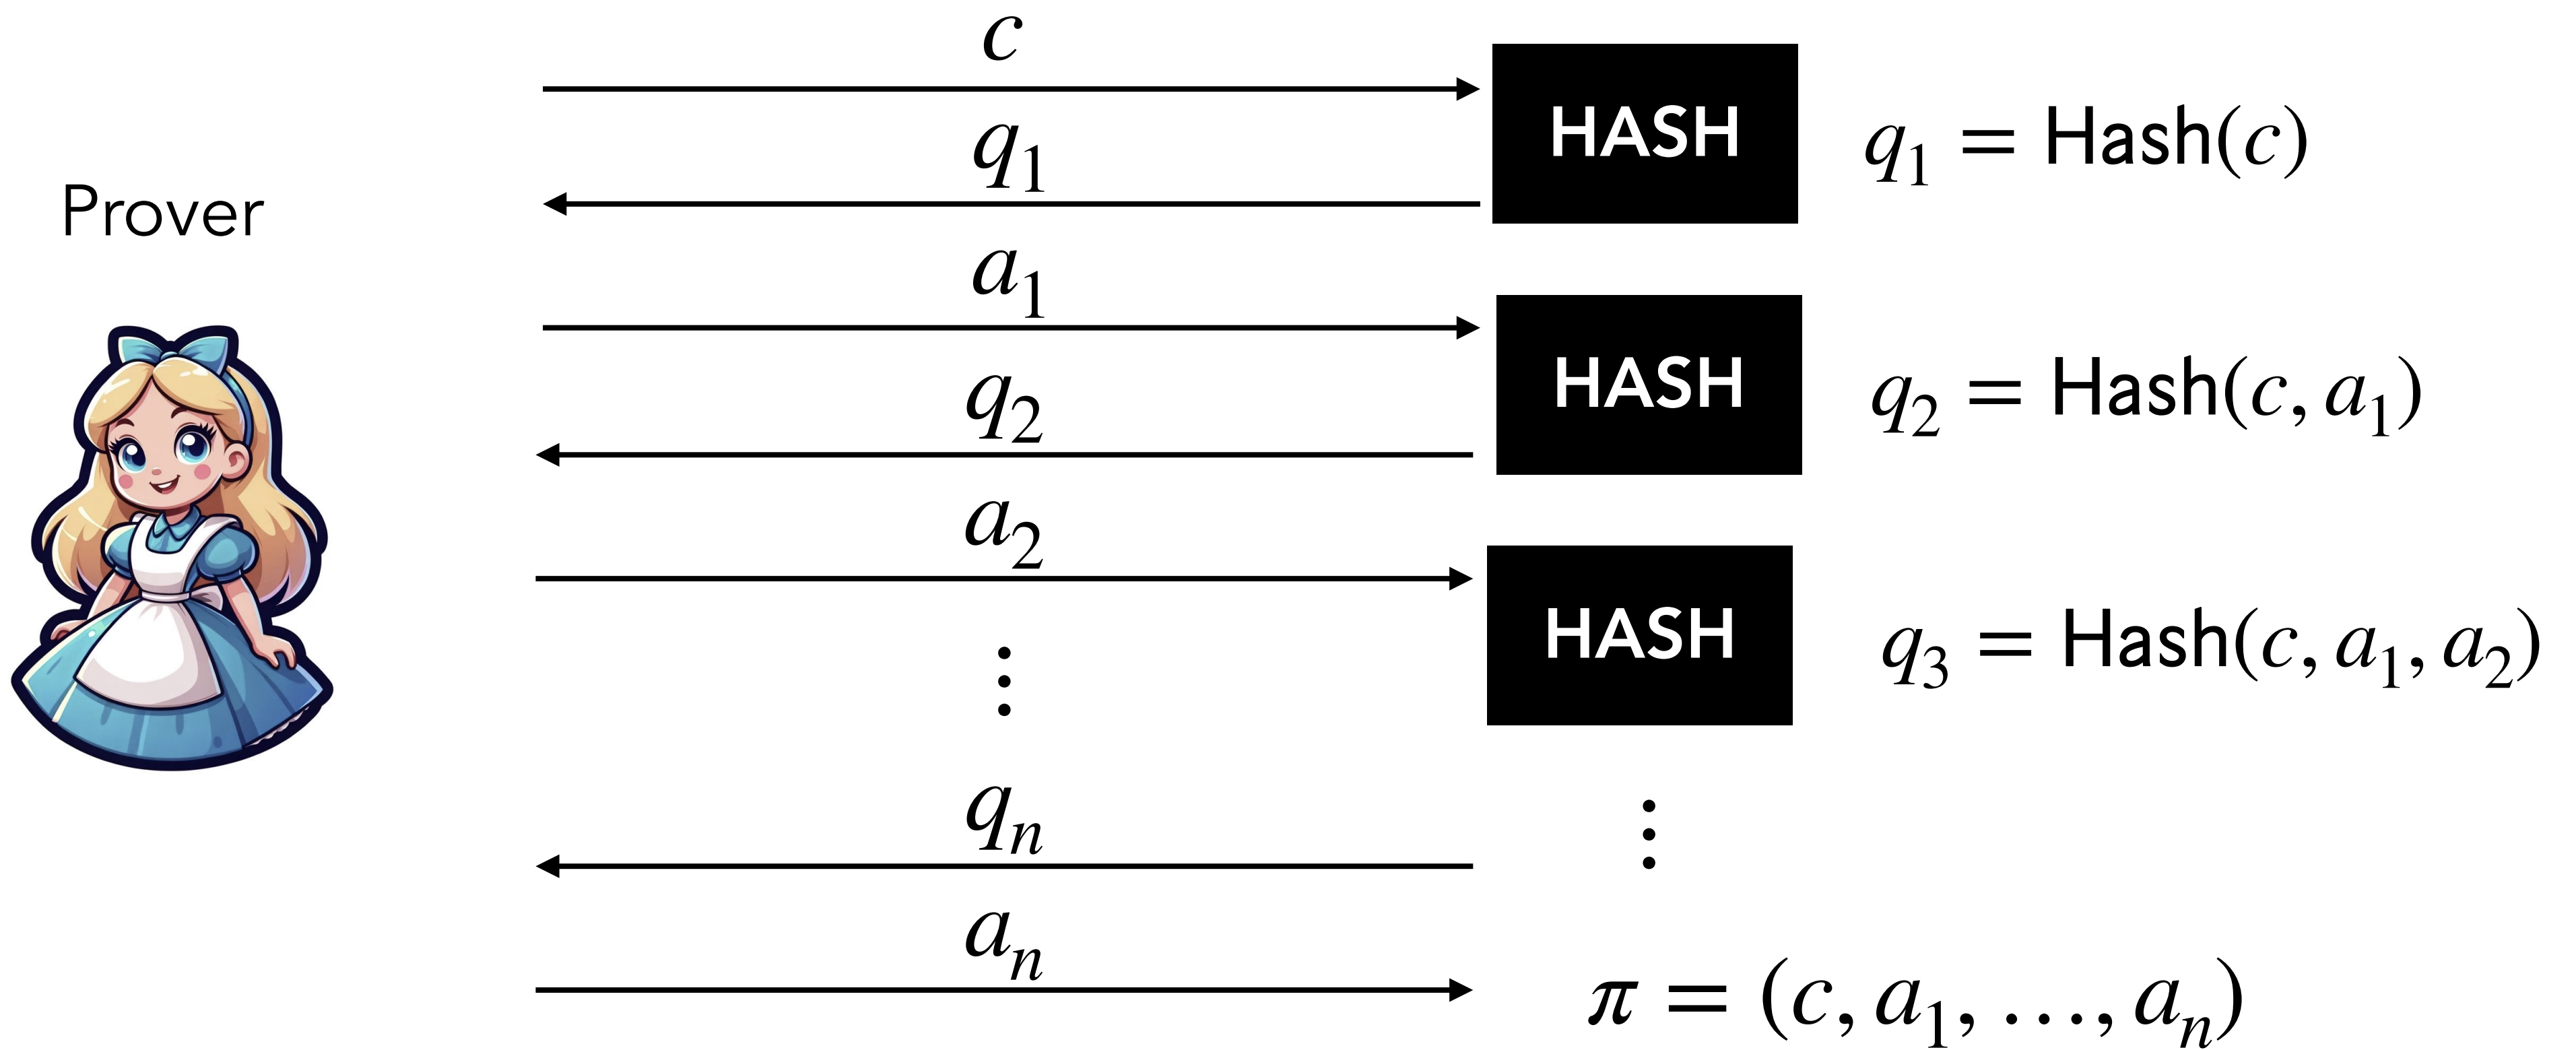 c
HASH
q₁ = Hash(c)
q₁
Prover
a₁
HASH
q₂ = Hash(c, a₁)
q₂
a₂
HASH
q₃ = Hash(c, a₁, a₂)
⋮
qₙ
⋮
aₙ
π = (c, a₁, …, aₙ)